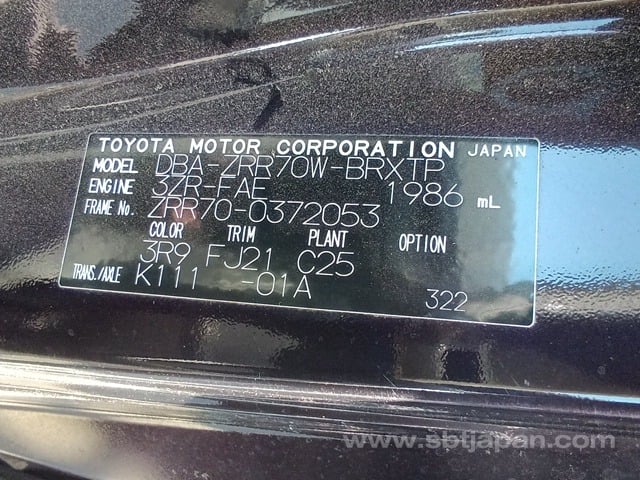 TOYOTA MOTOR CORPORATION JAPAN
MODEL DBA-ZRR70W-BRXTP
ENGINE 3ZR-FAE 1986 mL
FRAME No. ZRR70-0372053
COLOR TRIM PLANT OPTION
3R9 FJ21 C25
TRANS./AXLE K111 -01A
322
www.sbtjapan.com